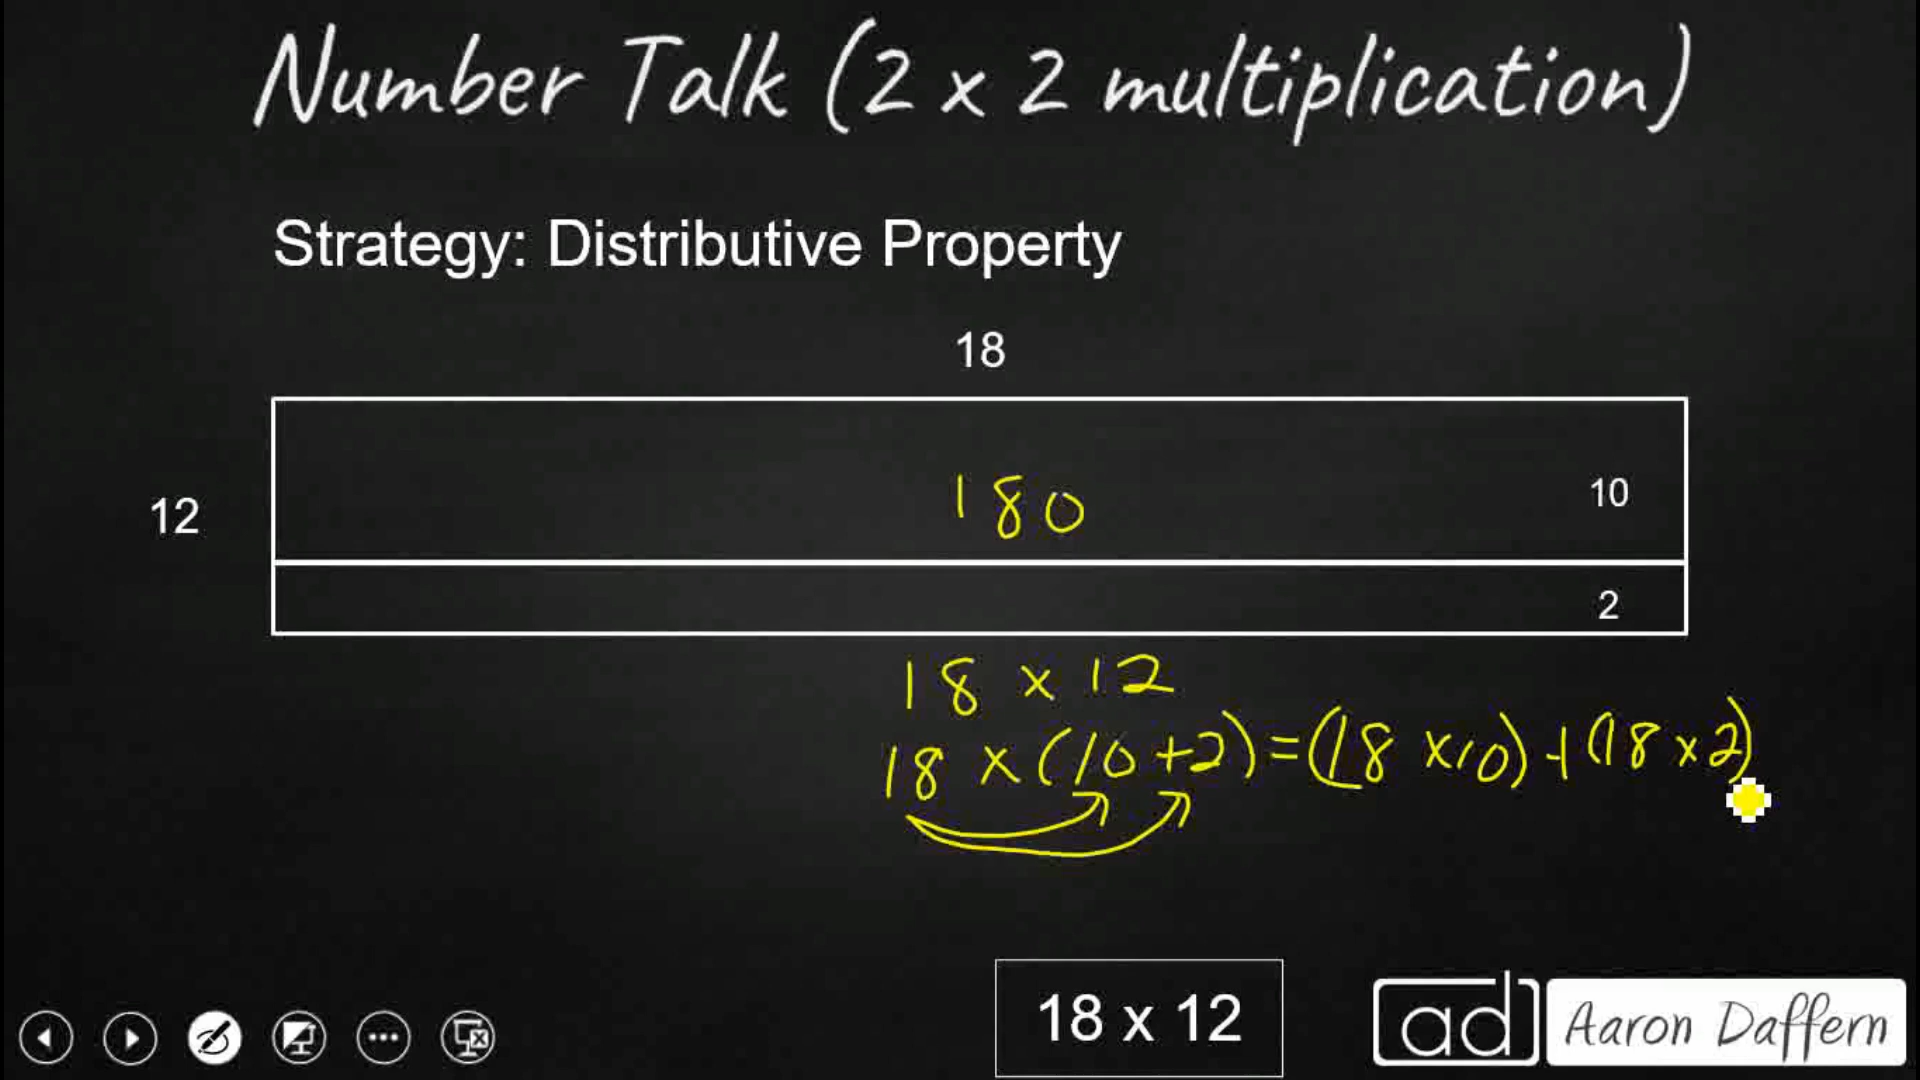 Number Talk (2 x 2 multiplication)
Strategy: Distributive Property
18
12
180
10
2
18 x 12
18 x (10 + 2) = (18 x 10) + (18 x 2)
18 x 12
ad
Aaron Daffern